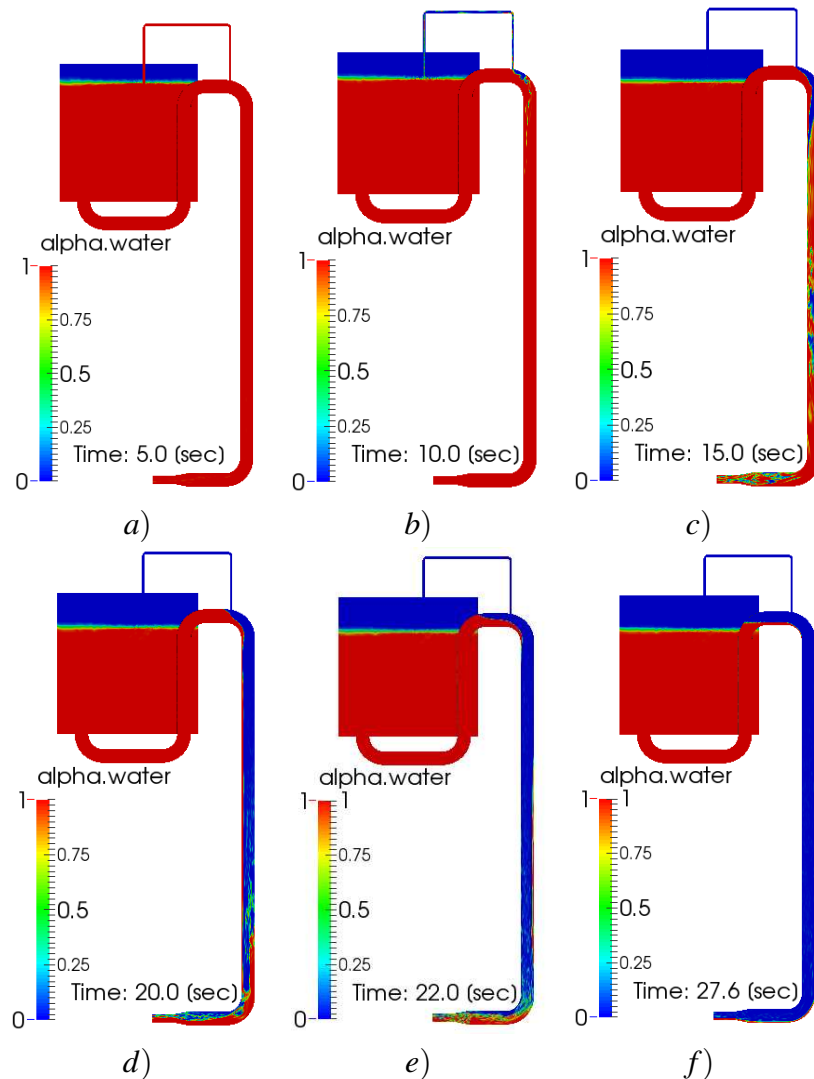 alpha.water
1
0.75
0.5
0.25
0
Time: 5.0 (sec)
a)
alpha.water
1
0.75
0.5
0.25
0
Time: 10.0 (sec)
b)
alpha.water
1
0.75
0.5
0.25
0
Time: 15.0 (sec)
c)
alpha.water
1
0.75
0.5
0.25
0
Time: 20.0 (sec)
d)
alpha.water
1 1
0.75
0.5
0.25
0
Time: 22.0 (sec)
e)
alpha.water
1 1
0.75
0.5
0.25
0
Time: 27.6 (sec)
f)